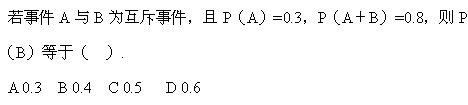 若事件 A 与 B 为互斥事件，且 P（A）=0.3，P（A＋B）=0.8，则 P
（B）等于（　）.
A 0.3　B 0.4　C 0.5　D 0.6